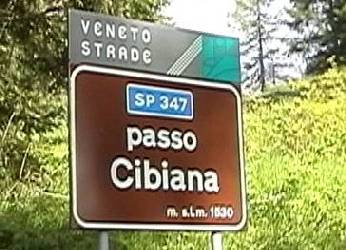 VENETO
STRADE
SP 347
passo
Cibiana
m. s.l.m. 1530